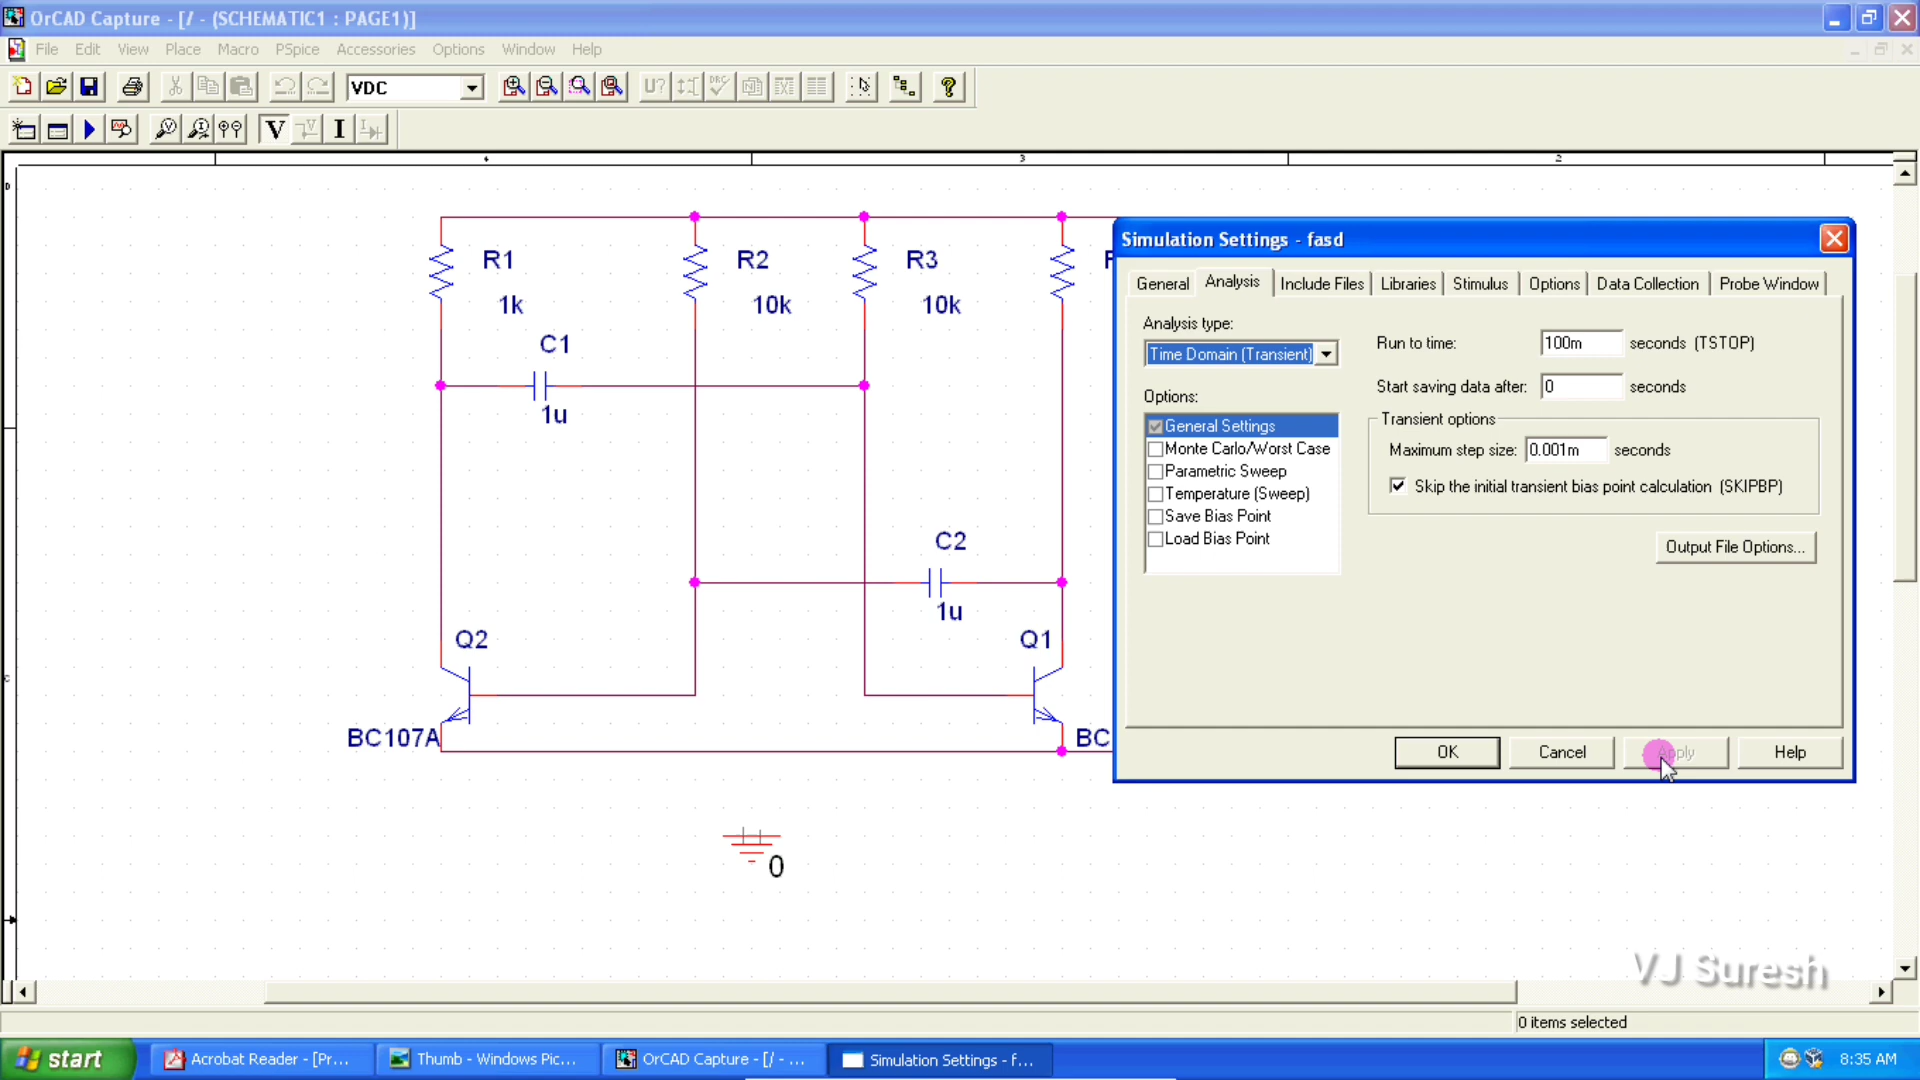 OrCAD Capture - [/ - (SCHEMATIC1 : PAGE1)]
File Edit View Place Macro PSpice Accessories Options Window Help
VDC
U?
DRC
V V I I
4 3 2
D
C
R1
1k
R2
10k
R3
10k
C1
1u
C2
1u
Q2
BC107A
Q1
BC
0
Simulation Settings - fasd
General Analysis Include Files Libraries Stimulus Options Data Collection Probe Window
Analysis type:
Time Domain (Transient)
Options:
General Settings
Monte Carlo/Worst Case
Parametric Sweep
Temperature (Sweep)
Save Bias Point
Load Bias Point
Run to time: 100m seconds (TSTOP)
Start saving data after: 0 seconds
Transient options
Maximum step size: 0.001m seconds
Skip the initial transient bias point calculation (SKIPBP)
Output File Options...
OK Cancel Apply Help
VJ Suresh
0 items selected
start Acrobat Reader - [Pr... Thumb - Windows Pic... OrCAD Capture - [/ - ... Simulation Settings - f... 8:35 AM